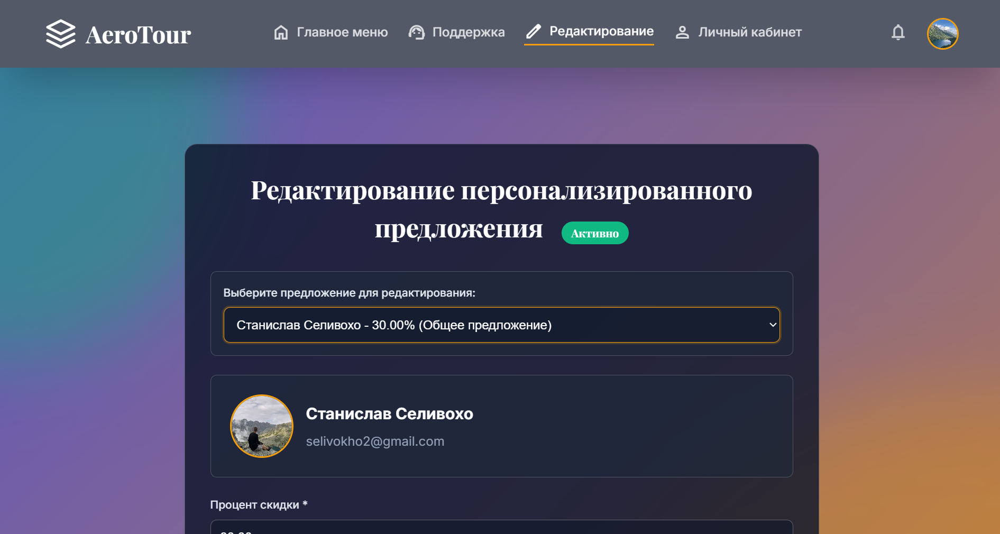 AeroTour
Главное меню
Поддержка
Редактирование
Личный кабинет
Редактирование персонализированного
предложения
Активно
Выберите предложение для редактирования:
Станислав Селивохо - 30.00% (Общее предложение)
Станислав Селивохо
selivokho2@gmail.com
Процент скидки *